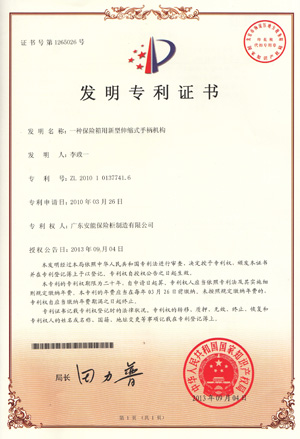 证书号第1265026号
发明专利证书
发明名称：一种保险箱用新型伸缩式手柄机构
发明人：李政一
专利号：ZL 2010 1 0137741.6
专利申请日：2010年03月26日
专利权人：广东安能保险柜制造有限公司
授权公告日：2013年09月04日
本发明经过本局依照中华人民共和国专利法进行审查，决定授予专利权，颁发本证书
并在专利登记簿上予以登记。专利权自授权公告之日起生效。
本专利的专利权期限为二十年，自申请日起算。专利权人应当依照专利法及其实施细
则规定缴纳年费。本专利的年费应当在每年03月26日前缴纳。未按照规定缴纳年费的，
专利权自应当缴纳年费期满之日起终止。
专利证书记载专利权登记时的法律状况。专利权的转移、质押、无效、终止、恢复和
专利权人的姓名或名称、国籍、地址变更等事项记载在专利登记簿上。
局长
田力普
中华人民共和国国家知识产权局
2013年09月04日
第1页（共1页）